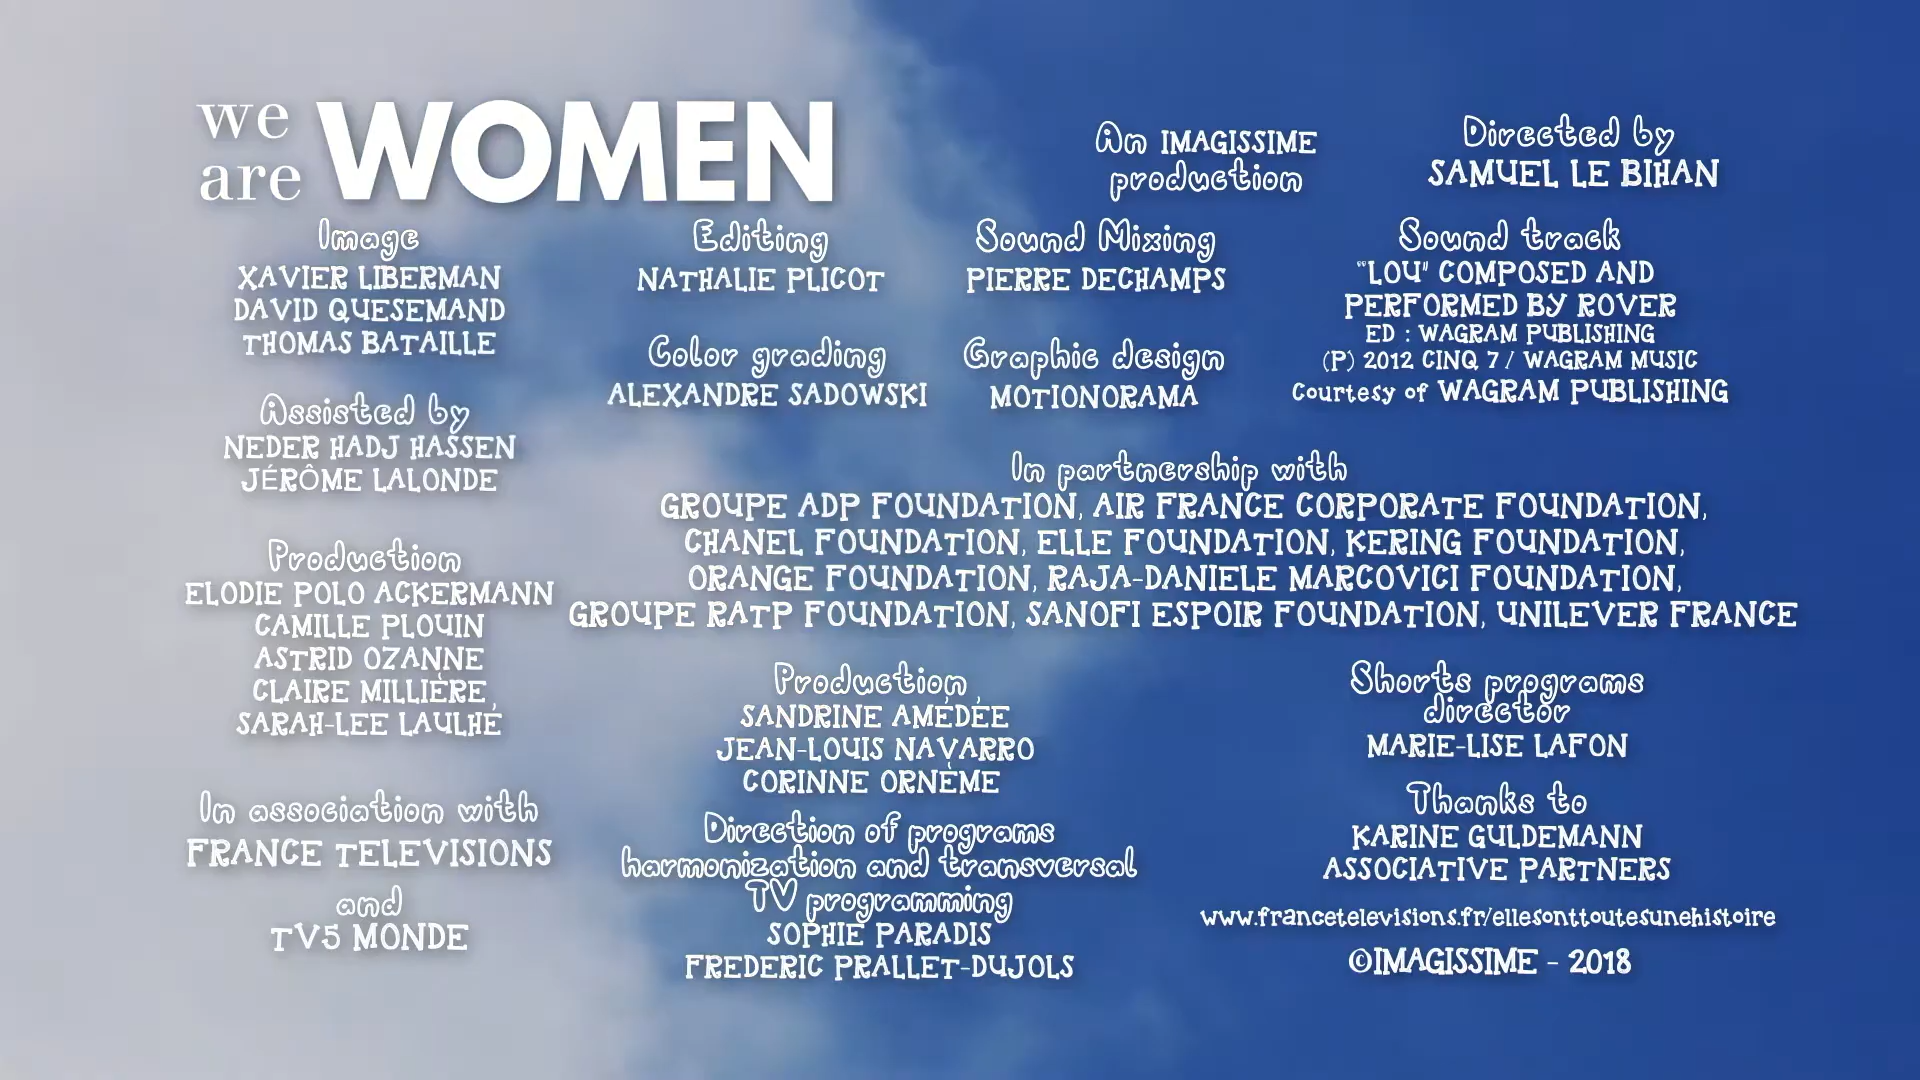 we
are WOMEN
An IMAGISSIME
production
Directed by
SAMUEL LE BIHAN
Image
XAVIER LIBERMAN
DAVID QUESEMAND
THOMAS BATAILLE
Assisted by
NEDER HADJ HASSEN
JÉRÔME LALONDE
Production
ELODIE POLO ACKERMANN
CAMILLE PLOUIN
ASTRID OZANNE
CLAIRE MILLIÈRE
SARAH-LEE LAULHÉ
In association with
FRANCE TELEVISIONS
and
TV5 MONDE
Editing
NATHALIE PLICOT
Color grading
ALEXANDRE SADOWSKI
Sound Mixing
PIERRE DECHAMPS
Graphic design
MOTIONORAMA
Sound track
"LOU" COMPOSED AND
PERFORMED BY ROVER
ED : WAGRAM PUBLISHING
(P) 2012 CINQ 7 / WAGRAM MUSIC
Courtesy of WAGRAM PUBLISHING
In partnership with
GROUPE ADP FOUNDATION, AIR FRANCE CORPORATE FOUNDATION,
CHANEL FOUNDATION, ELLE FOUNDATION, KERING FOUNDATION,
ORANGE FOUNDATION, RAJA-DANIELE MARCOVICI FOUNDATION,
GROUPE RATP FOUNDATION, SANOFI ESPOIR FOUNDATION, UNILEVER FRANCE
Production
SANDRINE AMÉDÉE
JEAN-LOUIS NAVARRO
CORINNE ORNÈME
Direction of programs
harmonization and transversal
TV programming
SOPHIE PARADIS
FREDERIC PRALLET-DUJOLS
Shorts programs
director
MARIE-LISE LAFON
Thanks to
KARINE GULDEMANN
ASSOCIATIVE PARTNERS
www.francetelevisions.fr/ellesonttoutesunehistoire
©IMAGISSIME - 2018